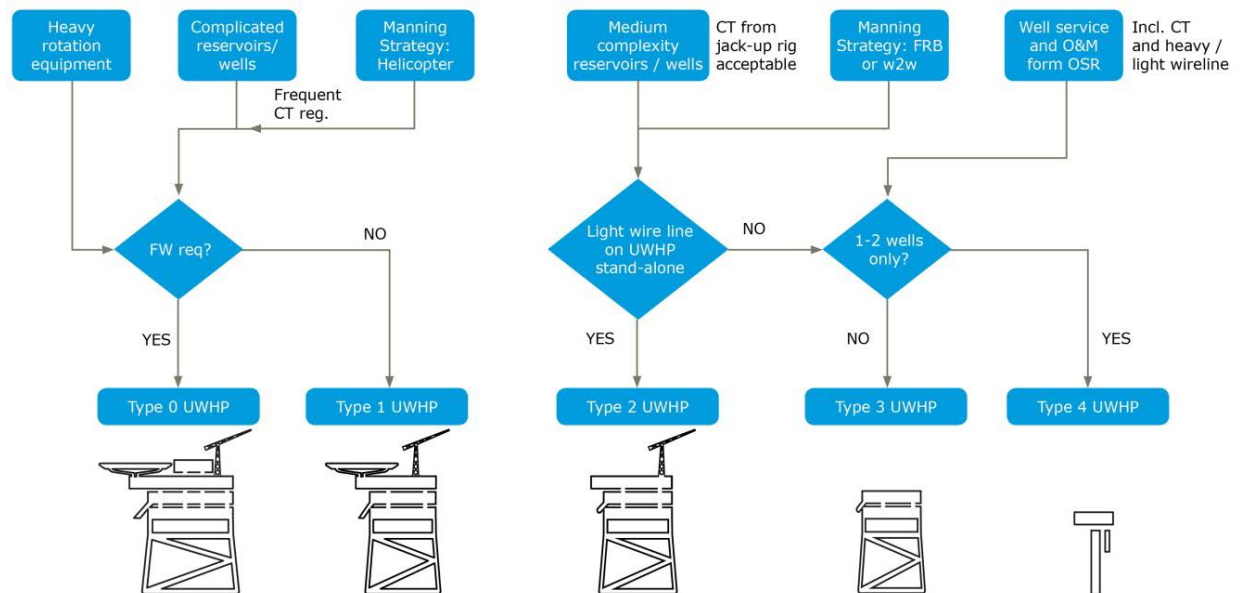 Heavy
rotation
equipment
Complicated
reservoirs/
wells
Manning
Strategy:
Helicopter
Medium
complexity
reservoirs / wells
CT from
jack-up rig
acceptable
Manning
Strategy: FRB
or w2w
Well service
and O&M
form OSR
Incl. CT
and heavy /
light wireline
Frequent
CT reg.
FW req?
NO
YES
Light wire line
on UWHP
stand-alone
NO
YES
1-2 wells
only?
NO
YES
Type 0 UWHP
Type 1 UWHP
Type 2 UWHP
Type 3 UWHP
Type 4 UWHP